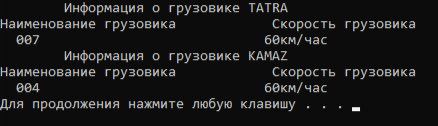 Информация о грузовике TATRA
Наименование грузовика Скорость грузовика
007 60км/час
Информация о грузовике KAMAZ
Наименование грузовика Скорость грузовика
004 60км/час
Для продолжения нажмите любую клавишу . . .